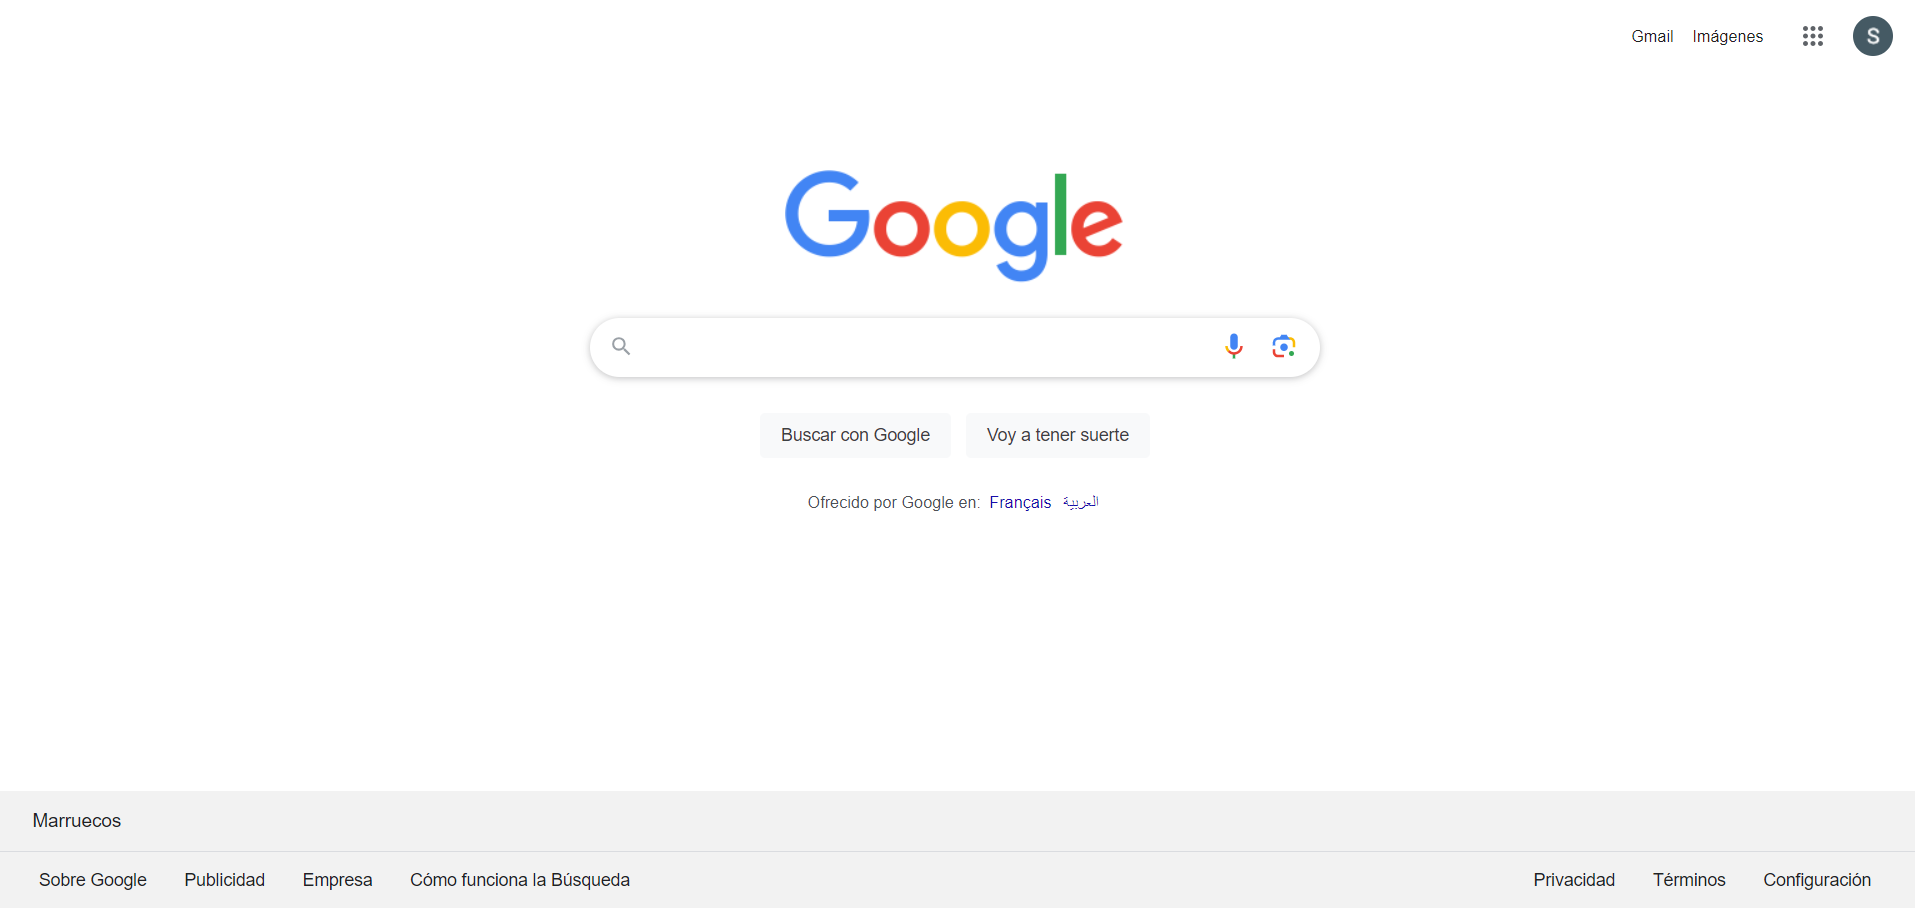 Gmail Imágenes
S
Google
Buscar con Google Voy a tener suerte
Ofrecido por Google en: Français العربية
Marruecos
Sobre Google Publicidad Empresa Cómo funciona la Búsqueda Privacidad Términos Configuración